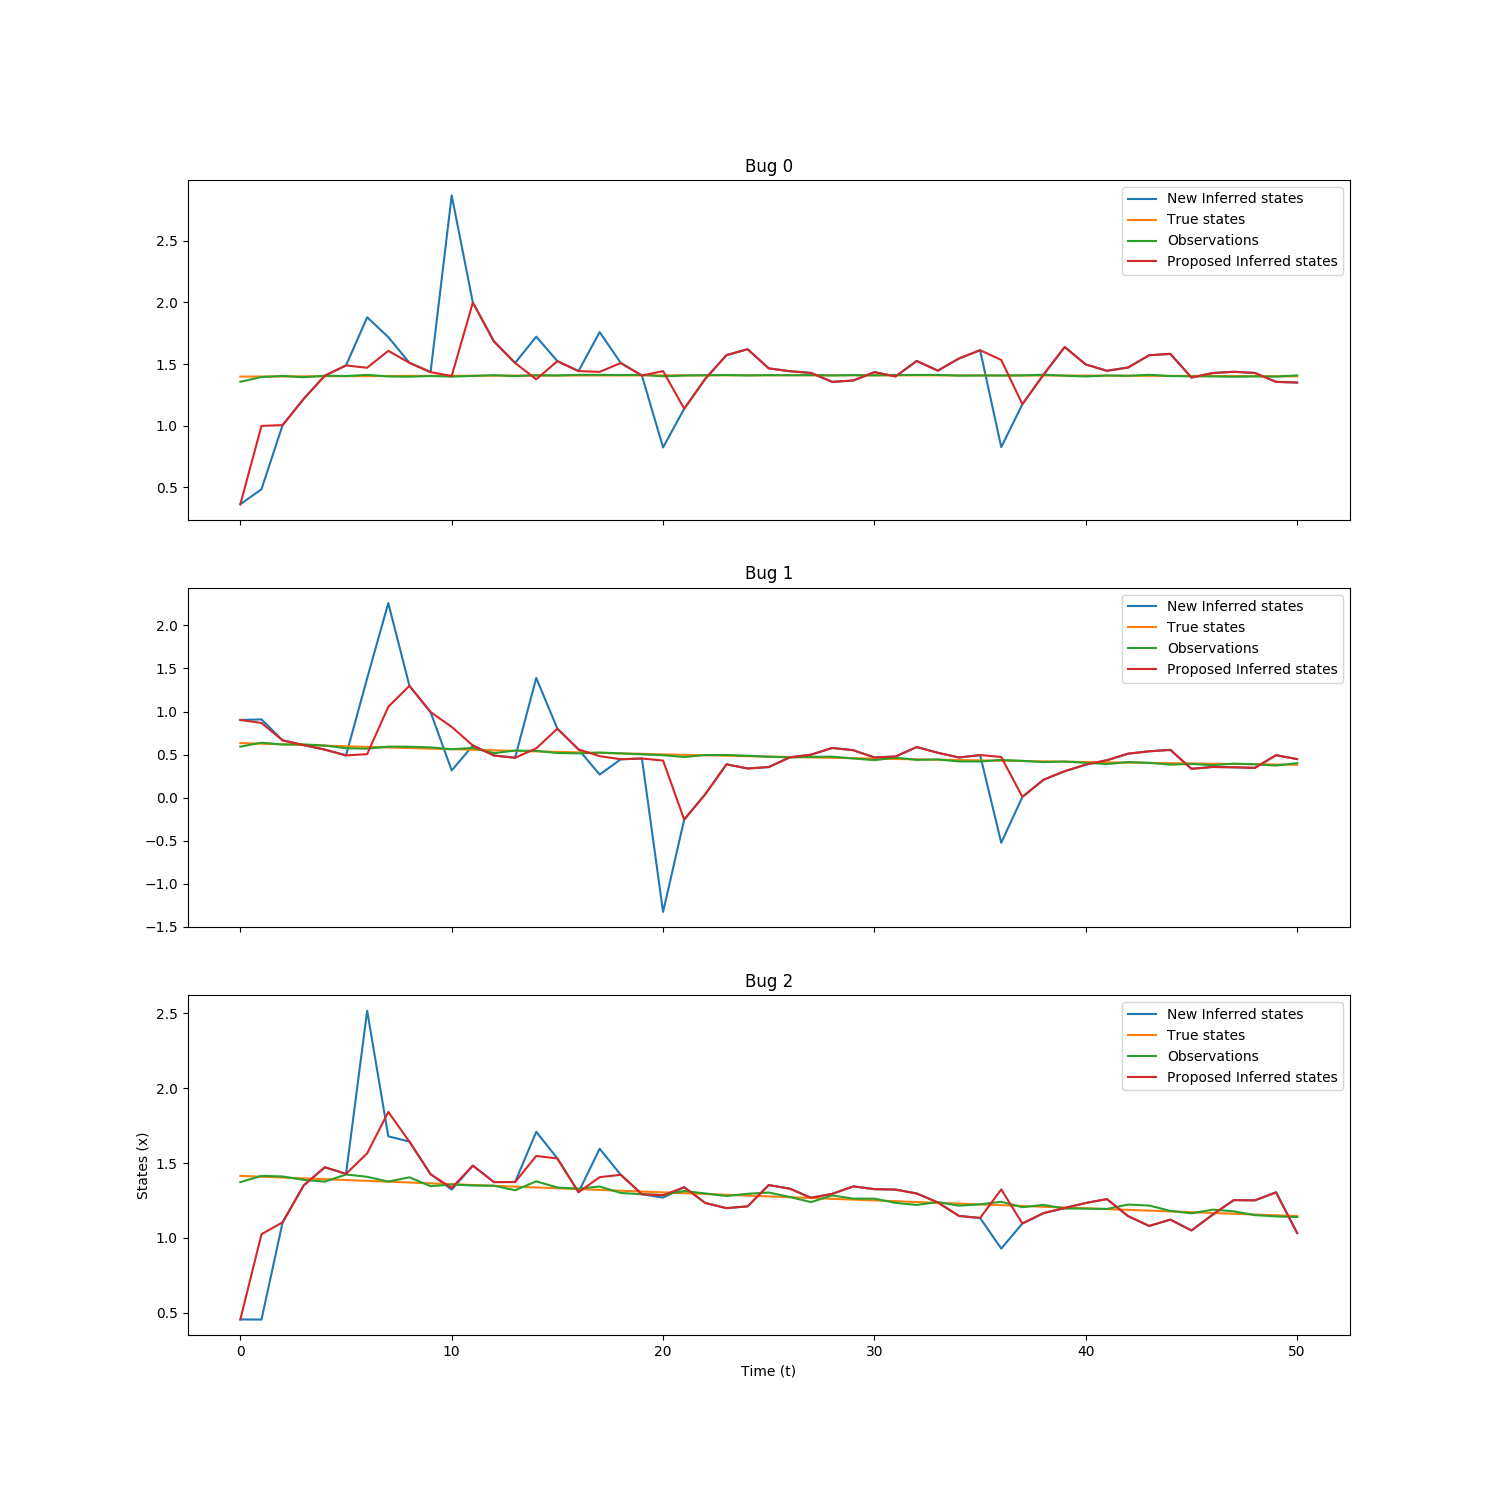 Bug 0
2.5
2.0
1.5
1.0
0.5
New Inferred states
True states
Observations
Proposed Inferred states
Bug 1
2.0
1.5
1.0
0.5
0.0
−0.5
−1.0
−1.5
New Inferred states
True states
Observations
Proposed Inferred states
Bug 2
States (x)
2.5
2.0
1.5
1.0
0.5
New Inferred states
True states
Observations
Proposed Inferred states
0 10 20 30 40 50
Time (t)